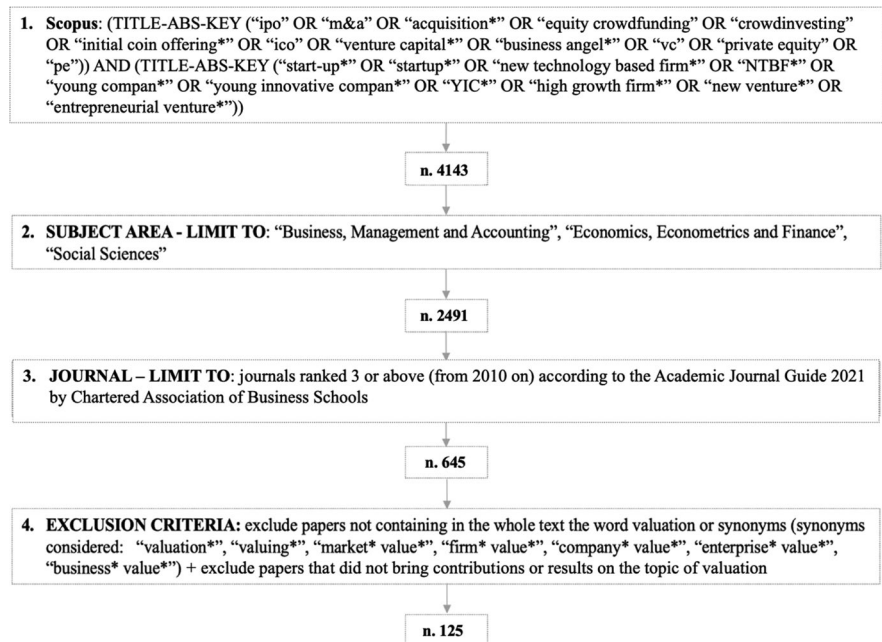 1. Scopus: (TITLE-ABS-KEY (“ipo” OR “m&a” OR “acquisition*” OR “equity crowdfunding” OR “crowdinvesting”
OR “initial coin offering*” OR “ico” OR “venture capital*” OR “business angel*” OR “vc” OR “private equity” OR
“pe”)) AND (TITLE-ABS-KEY (“start-up*” OR “startup*” OR “new technology based firm*” OR “NTBF*” OR
“young compan*” OR “young innovative compan*” OR “YIC*” OR “high growth firm*” OR “new venture*” OR
“entrepreneurial venture*”))
n. 4143
2. SUBJECT AREA - LIMIT TO: “Business, Management and Accounting”, “Economics, Econometrics and Finance”,
“Social Sciences”
n. 2491
3. JOURNAL – LIMIT TO: journals ranked 3 or above (from 2010 on) according to the Academic Journal Guide 2021
by Chartered Association of Business Schools
n. 645
4. EXCLUSION CRITERIA: exclude papers not containing in the whole text the word valuation or synonyms (synonyms
considered: “valuation*”, “valuing*”, “market* value*”, “firm* value*”, “company* value*”, “enterprise* value*”,
“business* value*”) + exclude papers that did not bring contributions or results on the topic of valuation
n. 125